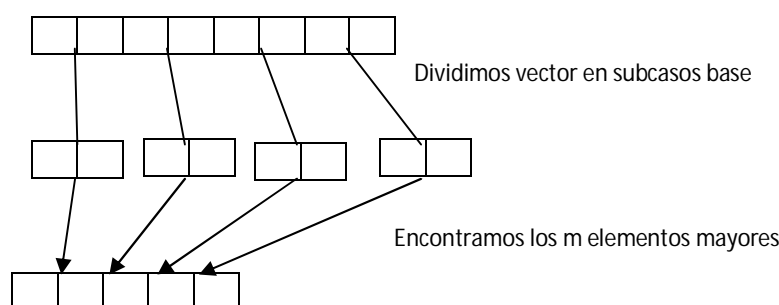 Dividimos vector en subcasos base
Encontramos los m elementos mayores